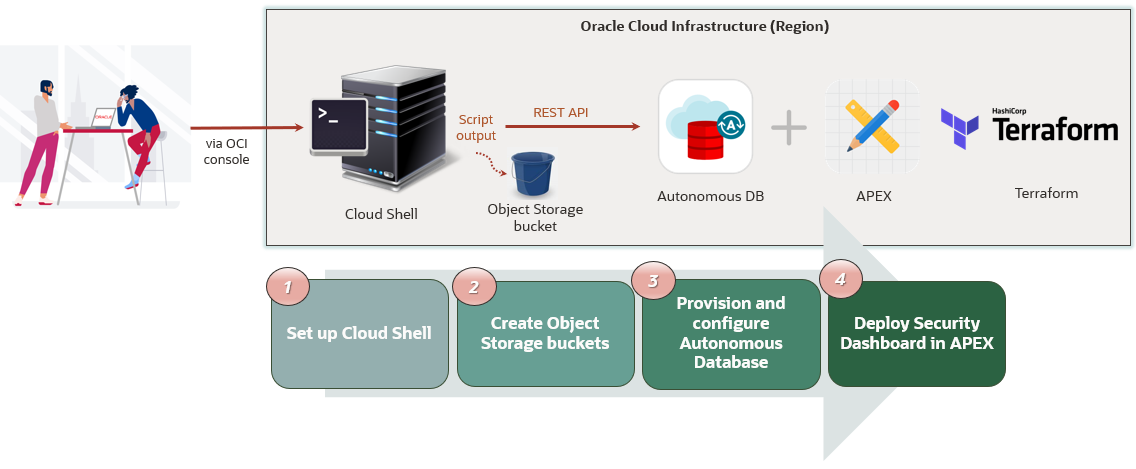 Oracle Cloud Infrastructure (Region)
ORACLE
via OCI
console
>_
Script
output
REST API
A
HashiCorp
Terraform
Cloud Shell
Object Storage
bucket
Autonomous DB
APEX
Terraform
1
Set up Cloud Shell
2
Create Object
Storage buckets
3
Provision and
configure
Autonomous
Database
4
Deploy Security
Dashboard in APEX